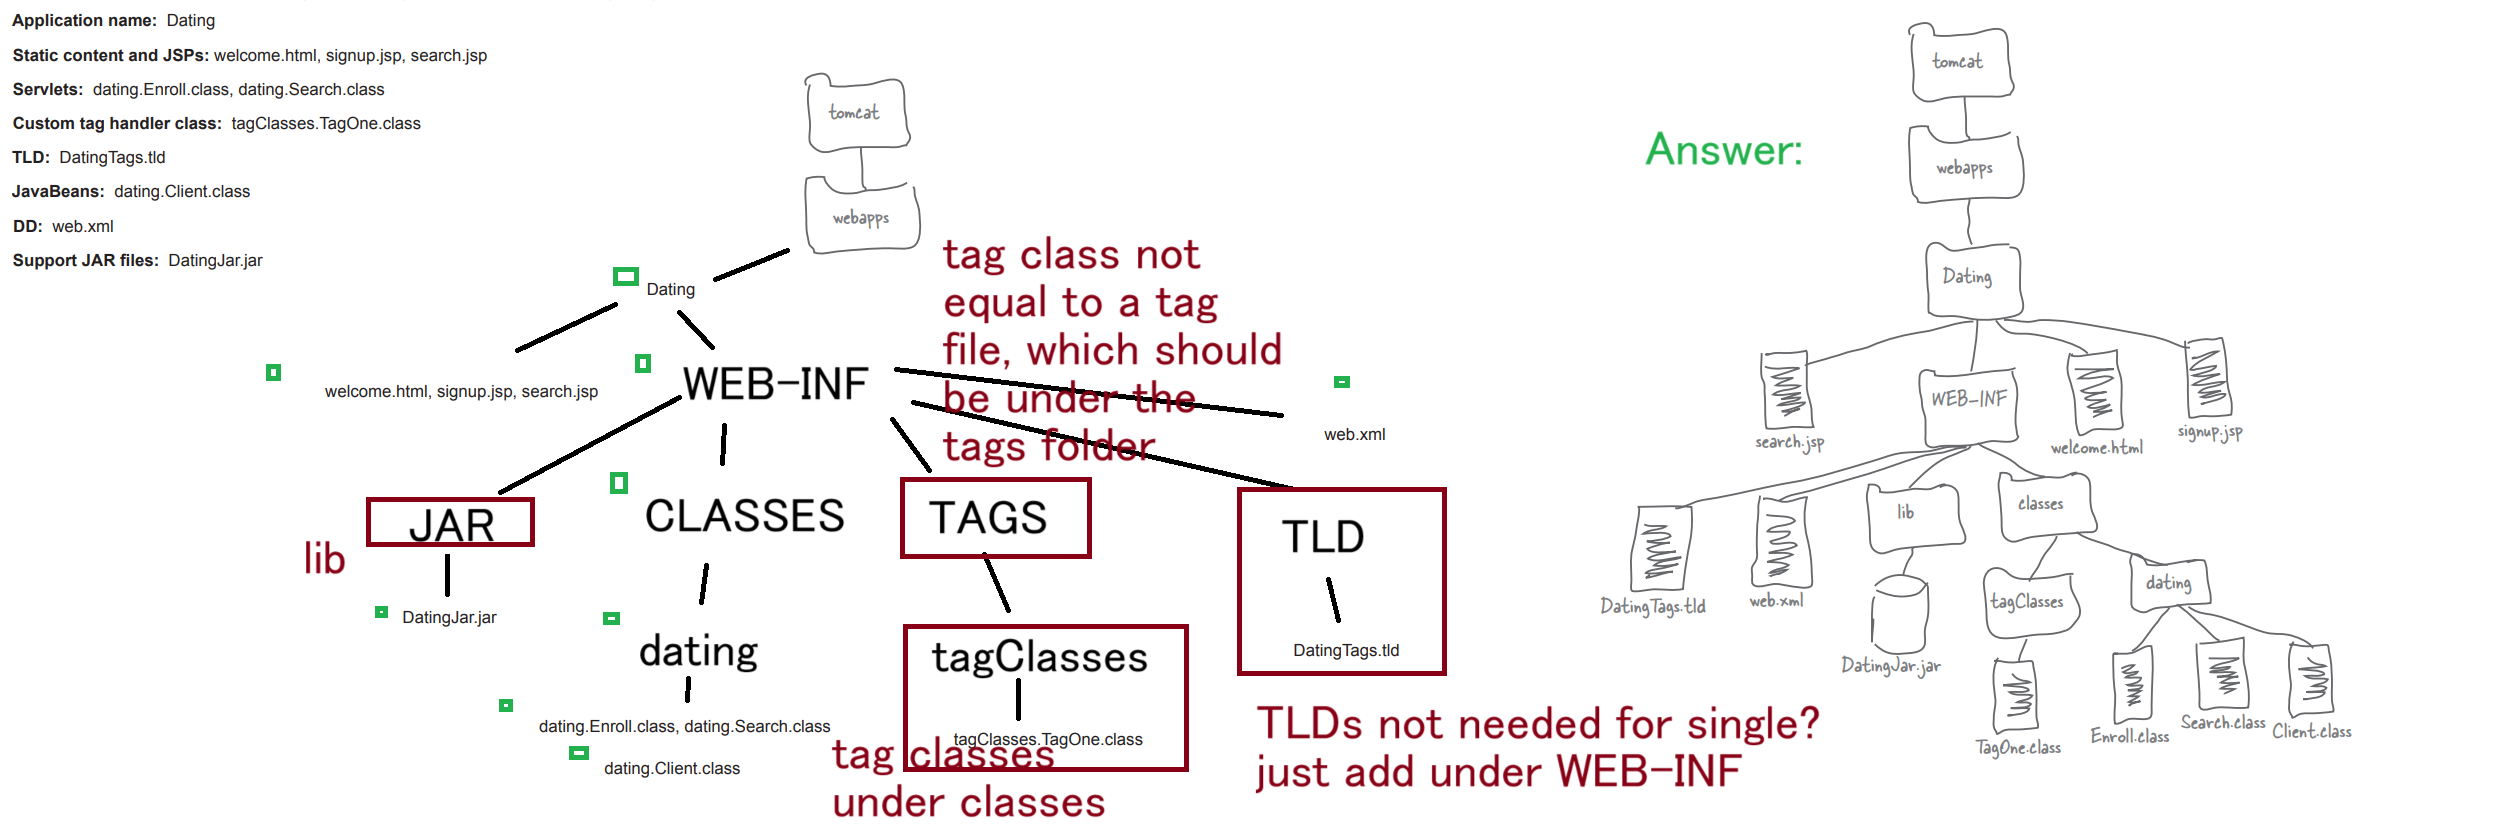 Application name: Dating
Static content and JSPs: welcome.html, signup.jsp, search.jsp
Servlets: dating.Enroll.class, dating.Search.class
Custom tag handler class: tagClasses.TagOne.class
TLD: DatingTags.tld
JavaBeans: dating.Client.class
DD: web.xml
Support JAR files: DatingJar.jar
tomcat
webapps
Dating
welcome.html, signup.jsp, search.jsp
WEB-INF
web.xml
tag class not
equal to a tag
file, which should
be under the
tags folder
JAR
lib
DatingJar.jar
CLASSES
dating
dating.Enroll.class, dating.Search.class
dating.Client.class
TAGS
tagClasses
tagClasses.TagOne.class
tag classes
under classes
TLD
DatingTags.tld
TLDs not needed for single?
just add under WEB-INF
Answer:
tomcat
webapps
Dating
search.jsp
WEB-INF
welcome.html
signup.jsp
DatingTags.tld
web.xml
lib
classes
DatingJar.jar
tagClasses
dating
TagOne.class
Enroll.class
Search.class
Client.class